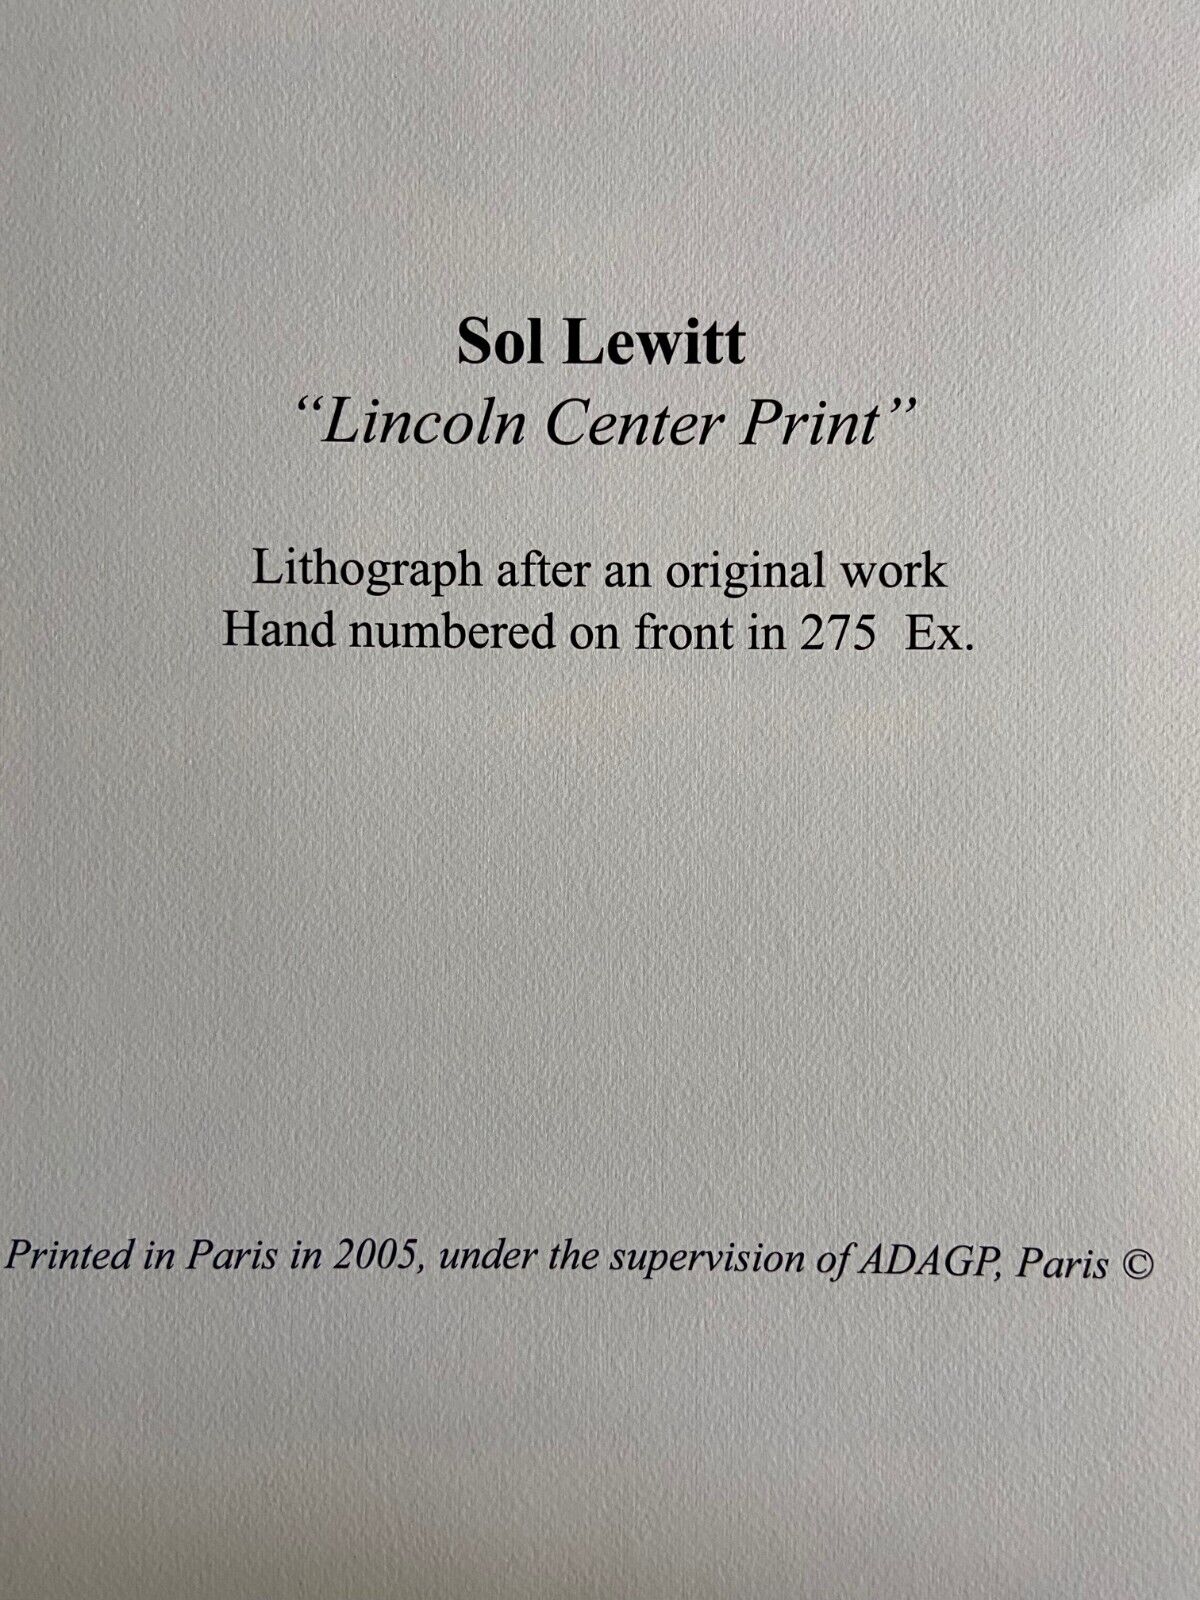 Sol Lewitt
“Lincoln Center Print”
Lithograph after an original work
Hand numbered on front in 275 Ex.
Printed in Paris in 2005, under the supervision of ADAGP, Paris ©